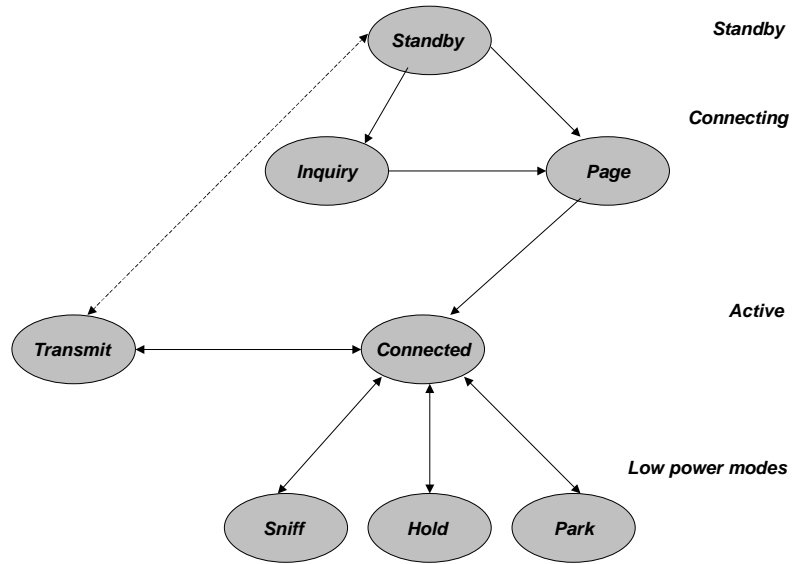 Standby
Standby
Connecting
Inquiry
Page
Active
Transmit
Connected
Low power modes
Sniff
Hold
Park